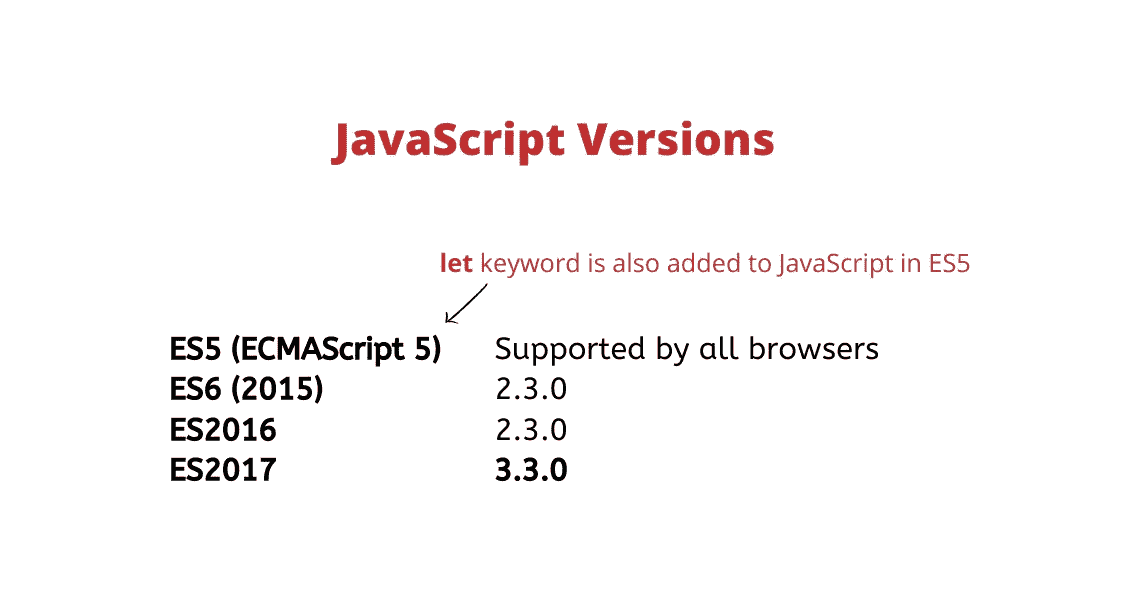 JavaScript Versions
let keyword is also added to JavaScript in ES5
ES5 (ECMAScript 5) Supported by all browsers
ES6 (2015) 2.3.0
ES2016 2.3.0
ES2017 3.3.0